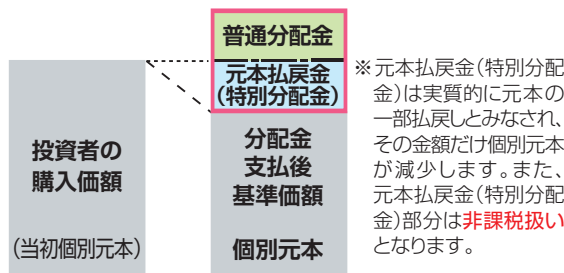 普通分配金
元本払戻金
(特別分配金)
投資者の
購入価額
(当初個別元本)
分配金
支払後
基準価額
個別元本
※元本払戻金(特別分配
金)は実質的に元本の
一部払戻しとみなされ、
その金額だけ個別元本
が減少します。また、
元本払戻金(特別分配
金)部分は非課税扱い
となります。